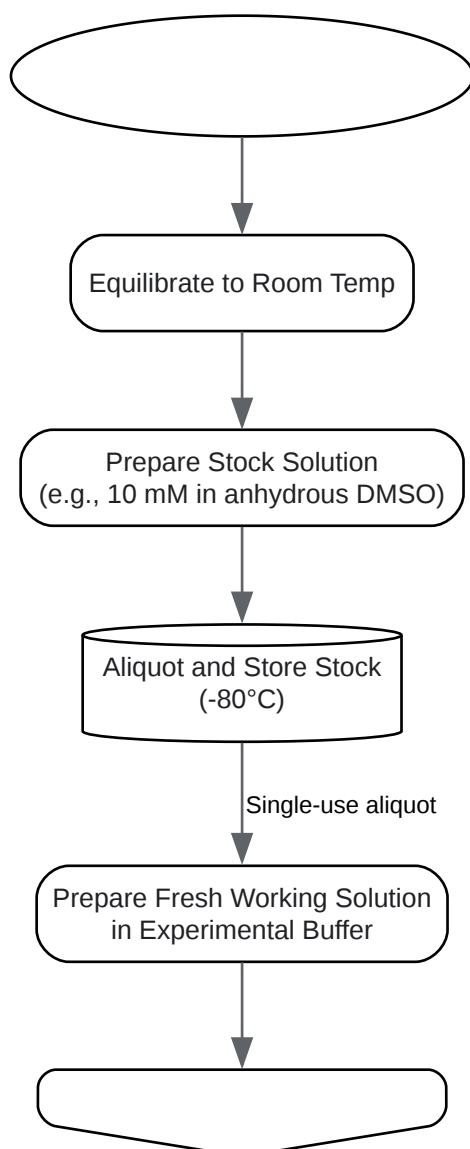 Equilibrate to Room Temp
Prepare Stock Solution
(e.g., 10 mM in anhydrous DMSO)
Aliquot and Store Stock
(-80°C)
Single-use aliquot
Prepare Fresh Working Solution
in Experimental Buffer